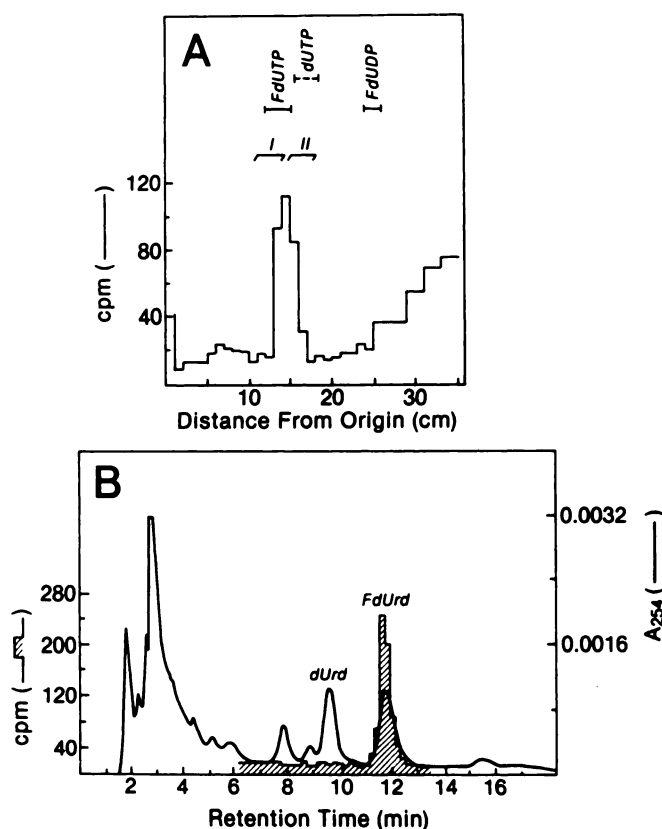 A
FdUTP
dUTP
FdUDP
I
II
cpm (——)
120
80
40
10
20
30
Distance From Origin (cm)
B
cpm ( )
280
200
120
40
dUrd
FdUrd
0.0032
0.0016
A254 (——)
2
4
6
8
10
12
14
16
Retention Time (min)